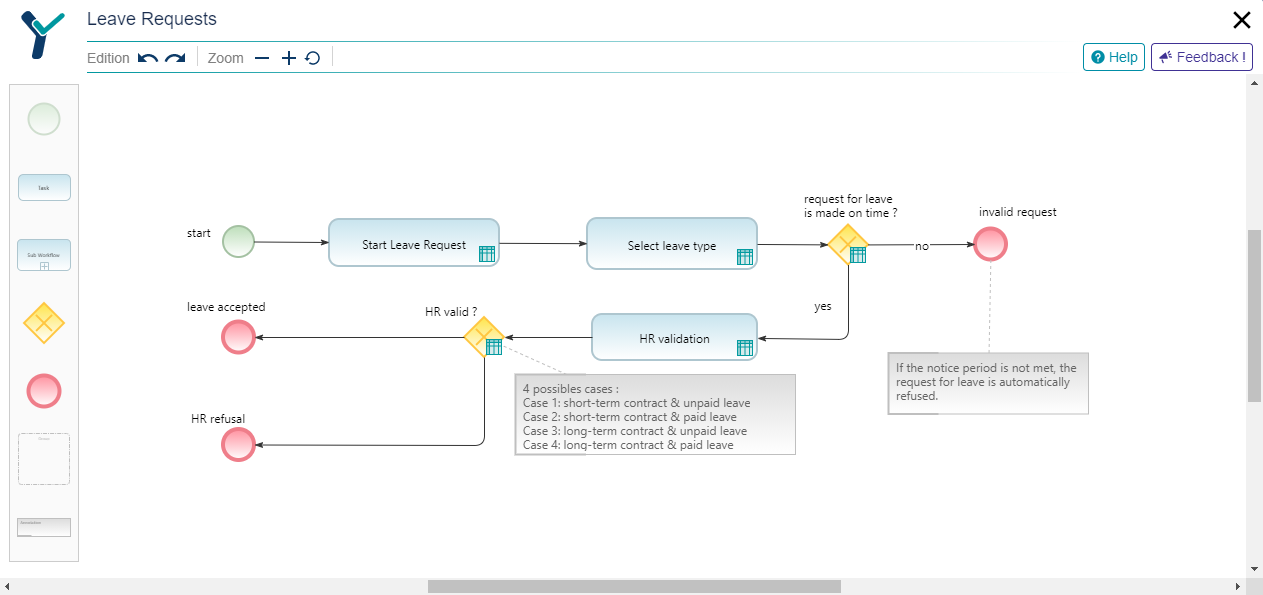 Leave Requests
Edition
Zoom
Help
Feedback !
Task
Sub Workflow
start
Start Leave Request
Select leave type
request for leave
is made on time ?
no
invalid request
yes
leave accepted
HR valid ?
HR validation
If the notice period is not met, the
request for leave is automatically
refused.
4 possibles cases :
Case 1: short-term contract & unpaid leave
Case 2: short-term contract & paid leave
Case 3: long-term contract & unpaid leave
Case 4: long-term contract & paid leave
HR refusal